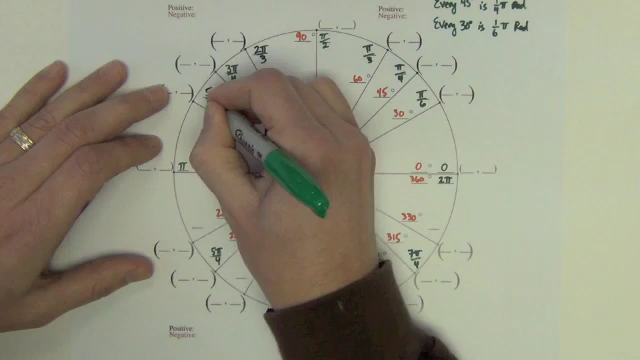 Positive:
Negative:
Positive:
Negative:
Every 45° is 1/4 π Rad
Every 30° is 1/6 π Rad
90° π/2
2π/3
π/3
3π/4
60°
π/4
45°
π/6
30°
π
0° 0
360° 2π
330°
5π/4
315°
7π/4
Positive:
Negative: